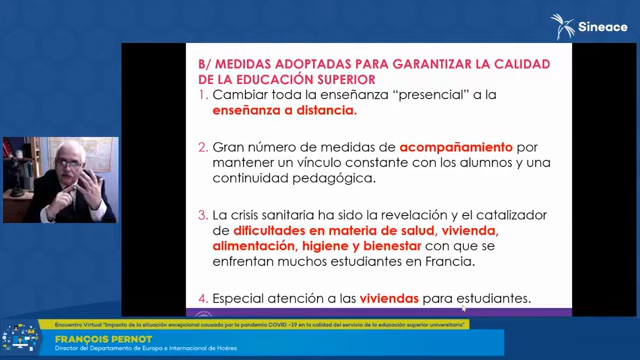 Sineace
B/ MEDIDAS ADOPTADAS PARA GARANTIZAR LA CALIDAD
DE LA EDUCACIÓN SUPERIOR
1. Cambiar toda la enseñanza “presencial” a la
enseñanza a distancia.
2. Gran número de medidas de acompañamiento por
mantener un vínculo constante con los alumnos y una
continuidad pedagógica.
3. La crisis sanitaria ha sido la revelación y el catalizador
de dificultades en materia de salud, vivienda,
alimentación, higiene y bienestar con que se
enfrentan muchos estudiantes en Francia.
4. Especial atención a las viviendas para estudiantes.
Encuentro Virtual "Impacto de la situación excepcional causada por la pandemia COVID -19 en la calidad del servicio de la educación superior universitaria"
FRANÇOIS PERNOT
Director del Departamento de Europa e Internacional de Hcéres